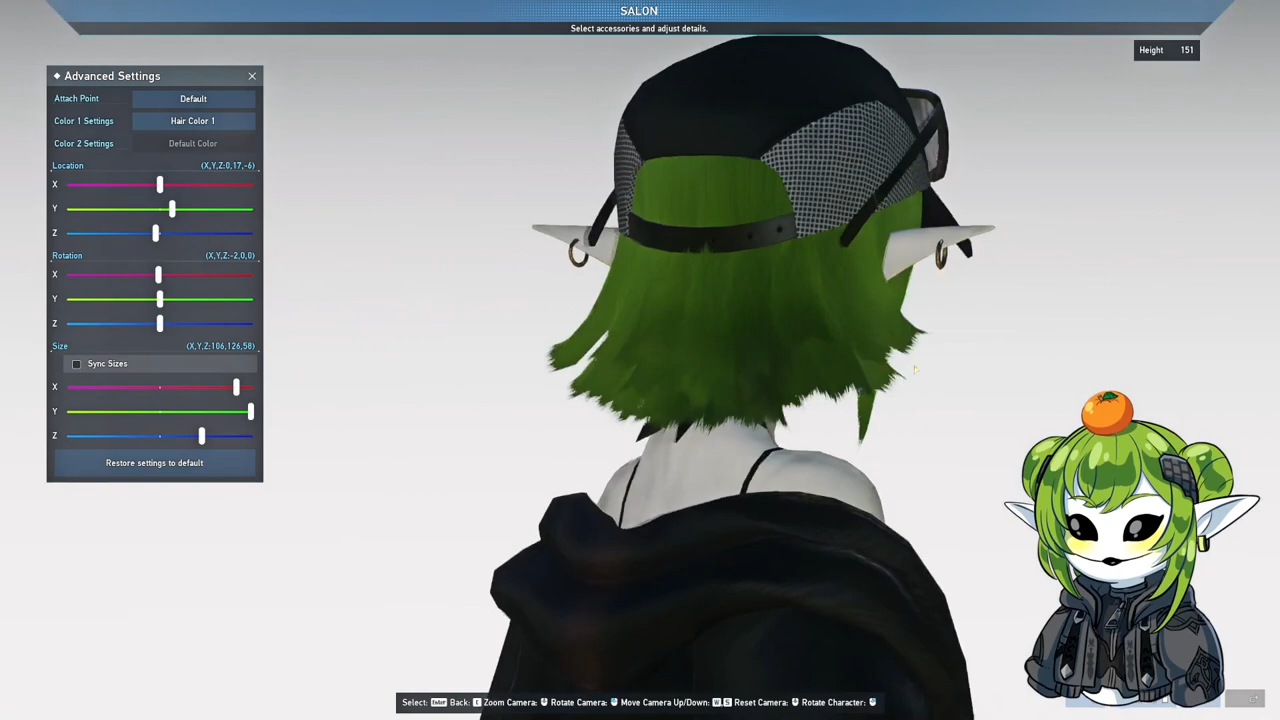 SALON
Select accessories and adjust details.
Height 151
Advanced Settings
Attach Point Default
Color 1 Settings Hair Color 1
Color 2 Settings Default Color
Location (X,Y,Z:0,17,-6)
X
Y
Z
Rotation (X,Y,Z:-2,0,0)
X
Y
Z
Size (X,Y,Z:106,126,58)
Sync Sizes
X
Y
Z
Restore settings to default
Select: Enter Back: E Zoom Camera: Rotate Camera: Move Camera Up/Down: W,S Reset Camera: Rotate Character: